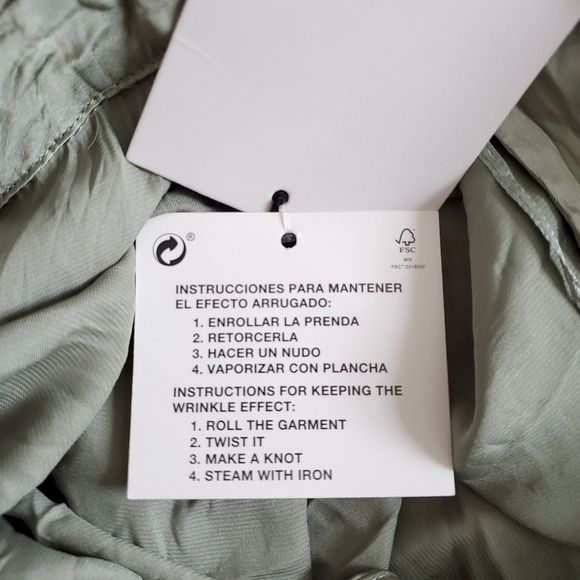 ®
FSC
MIX
INSTRUCCIONES PARA MANTENER
EL EFECTO ARRUGADO:
1. ENROLLAR LA PRENDA
2. RETORCERLA
3. HACER UN NUDO
4. VAPORIZAR CON PLANCHA
INSTRUCTIONS FOR KEEPING THE
WRINKLE EFFECT:
1. ROLL THE GARMENT
2. TWIST IT
3. MAKE A KNOT
4. STEAM WITH IRON